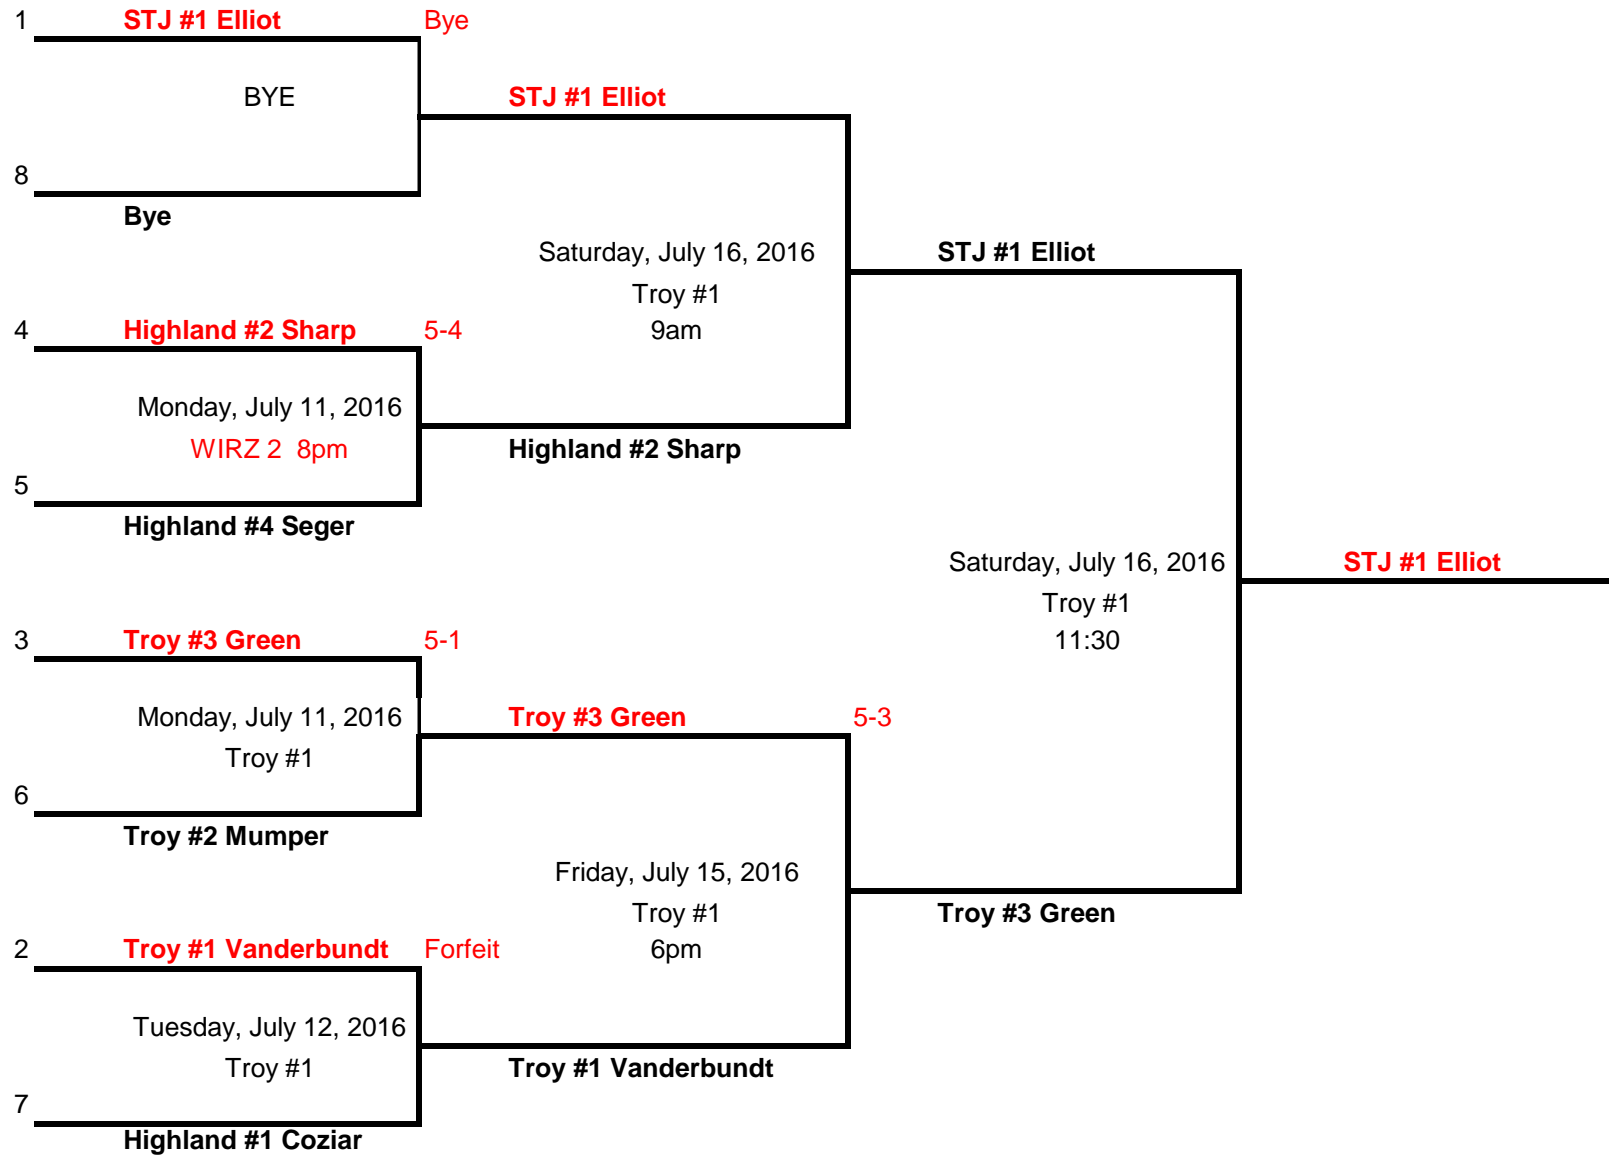 1 STJ #1 Elliot Bye
BYE
STJ #1 Elliot
8
Bye
Saturday, July 16, 2016
Troy #1
9am
STJ #1 Elliot
4 Highland #2 Sharp 5-4
Monday, July 11, 2016
WIRZ 2 8pm
Highland #2 Sharp
5
Highland #4 Seger
Saturday, July 16, 2016
Troy #1
11:30
STJ #1 Elliot
3 Troy #3 Green 5-1
Monday, July 11, 2016
Troy #1
Troy #3 Green 5-3
6
Troy #2 Mumper
Friday, July 15, 2016
Troy #1
6pm
Troy #3 Green
2 Troy #1 Vanderbundt Forfeit
Tuesday, July 12, 2016
Troy #1
Troy #1 Vanderbundt
7
Highland #1 Coziar